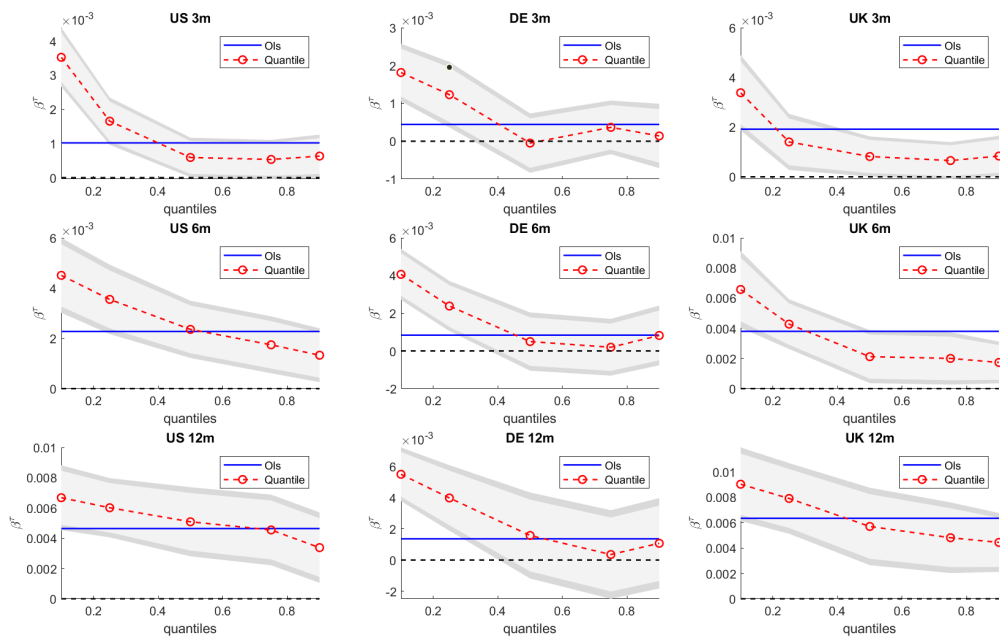 US 3m
×10⁻³
4
3
2
1
0
β^τ
0.2 0.4 0.6 0.8
quantiles
Ols
Quantile
DE 3m
×10⁻³
3
2
1
0
-1
β^τ
0.2 0.4 0.6 0.8
quantiles
Ols
Quantile
UK 3m
×10⁻³
6
4
2
0
β^τ
0.2 0.4 0.6 0.8
quantiles
Ols
Quantile
US 6m
×10⁻³
6
4
2
0
β^τ
0.2 0.4 0.6 0.8
quantiles
Ols
Quantile
DE 6m
×10⁻³
6
4
2
0
-2
β^τ
0.2 0.4 0.6 0.8
quantiles
Ols
Quantile
UK 6m
0.01
0.008
0.006
0.004
0.002
0
β^τ
0.2 0.4 0.6 0.8
quantiles
Ols
Quantile
US 12m
0.01
0.008
0.006
0.004
0.002
0
β^τ
0.2 0.4 0.6 0.8
quantiles
Ols
Quantile
DE 12m
×10⁻³
6
4
2
0
-2
β^τ
0.2 0.4 0.6 0.8
quantiles
Ols
Quantile
UK 12m
0.01
0.008
0.006
0.004
0.002
0
β^τ
0.2 0.4 0.6 0.8
quantiles
Ols
Quantile